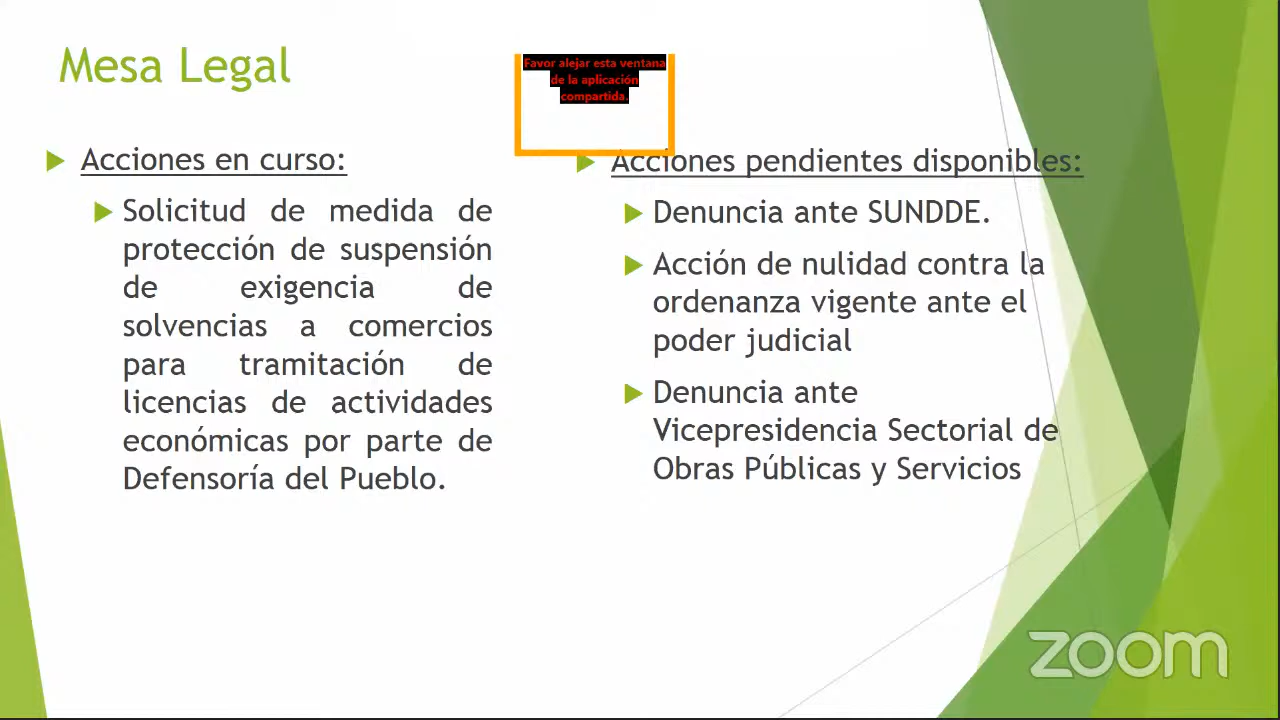 Mesa Legal
Favor alejar esta ventana
de la aplicación
compartida.
Acciones en curso:
Solicitud de medida de
protección de suspensión
de exigencia de
solvencias a comercios
para tramitación de
licencias de actividades
económicas por parte de
Defensoría del Pueblo.
Acciones pendientes disponibles:
Denuncia ante SUNDDE.
Acción de nulidad contra la
ordenanza vigente ante el
poder judicial
Denuncia ante
Vicepresidencia Sectorial de
Obras Públicas y Servicios
zoom